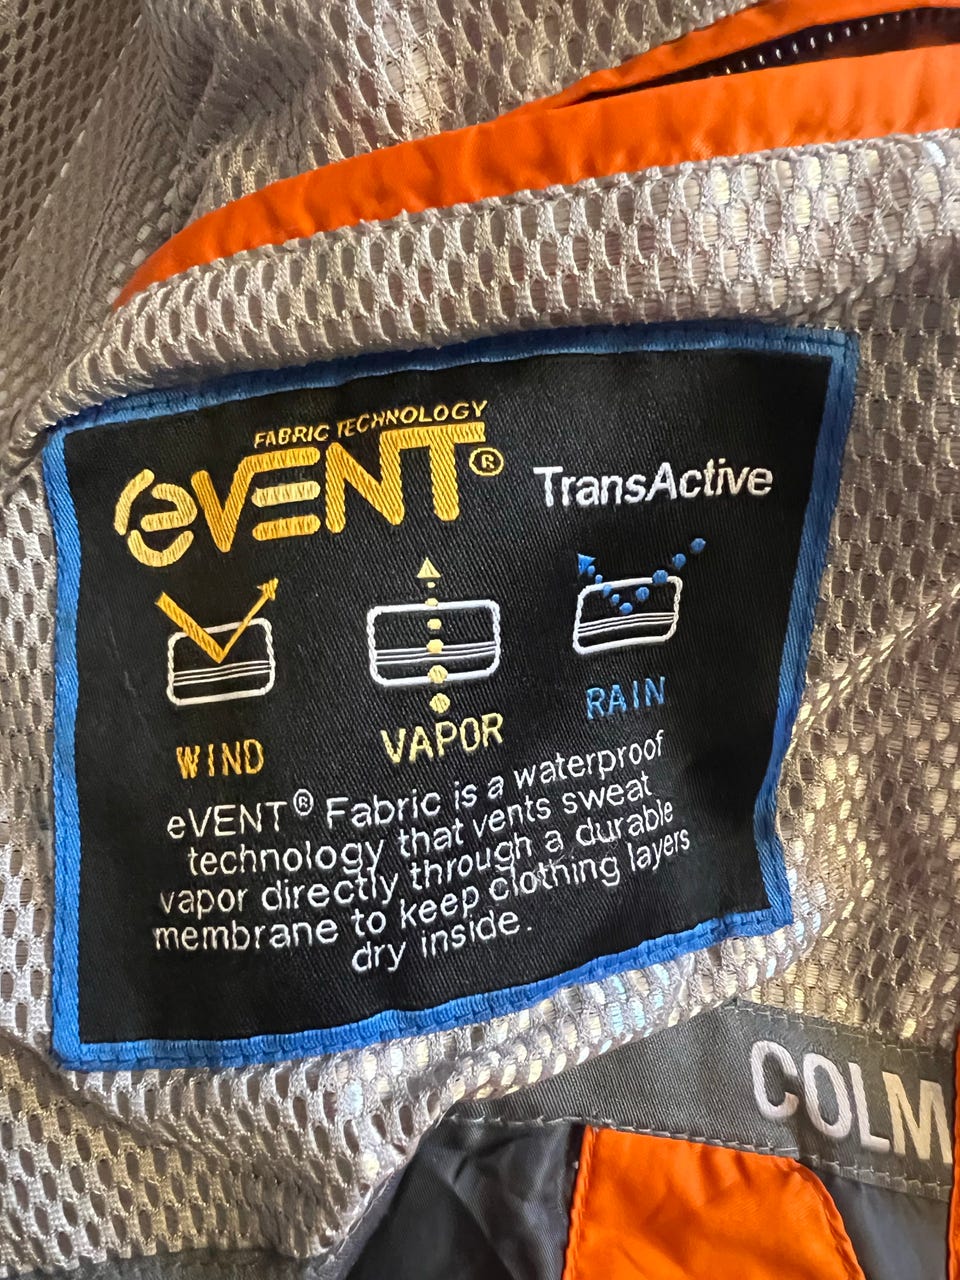 FABRIC TECHNOLOGY
eVENT®
TransActive
WIND
VAPOR
RAIN
eVENT® Fabric is a waterproof
technology that vents sweat
vapor directly through a durable
membrane to keep clothing layers
dry inside.
COLM